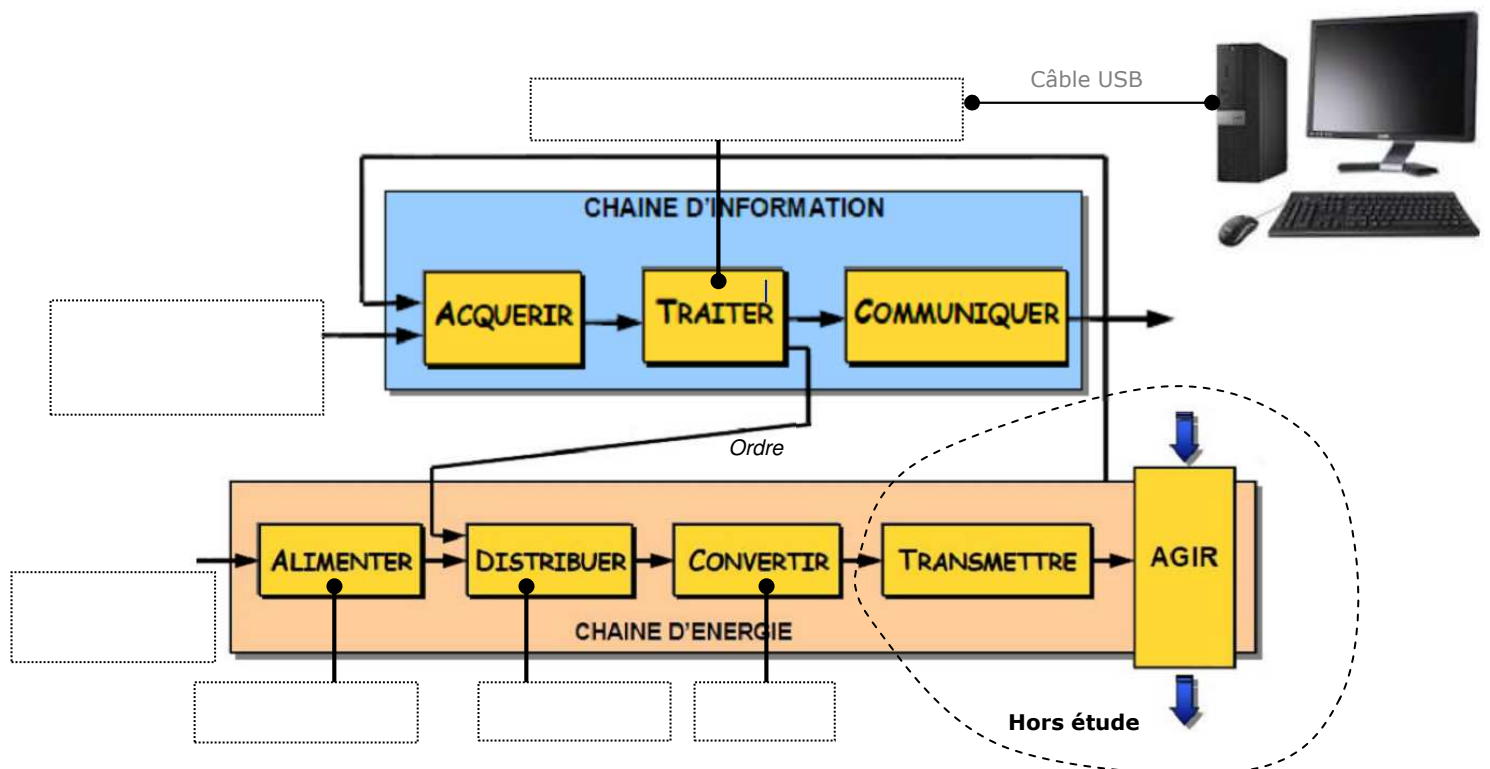 Câble USB
CHAINE D'INFORMATION
ACQUERIR
TRAITER
COMMUNIQUER
Ordre
ALIMENTER
DISTRIBUER
CONVERTIR
TRANSMETTRE
AGIR
CHAINE D'ENERGIE
Hors étude